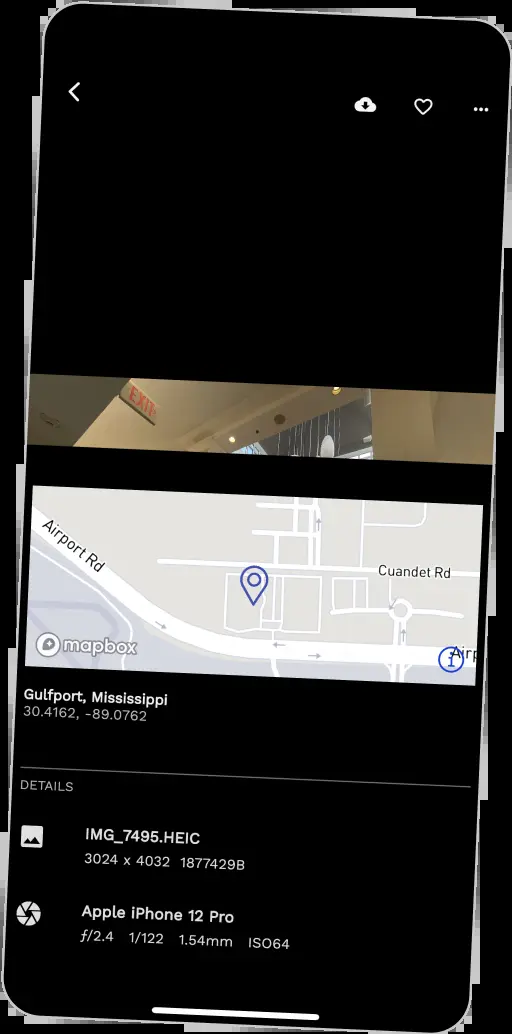 EXIT
Airport Rd
Cuandet Rd
mapbox
Airp
Gulfport, Mississippi
30.4162, -89.0762
DETAILS
IMG_7495.HEIC
3024 x 4032 1877429B
Apple iPhone 12 Pro
ƒ/2.4 1/122 1.54mm ISO64